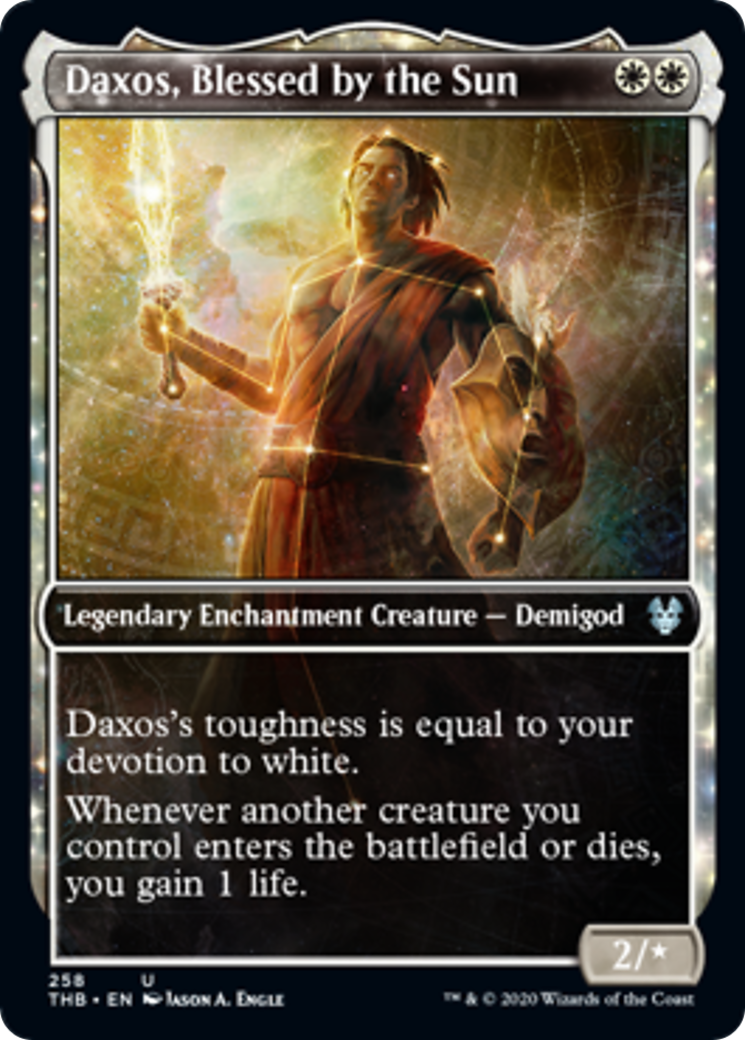 Daxos, Blessed by the Sun
Legendary Enchantment Creature — Demigod
Daxos's toughness is equal to your
devotion to white.
Whenever another creature you
control enters the battlefield or dies,
you gain 1 life.
2/★
258 U
THB • EN Jason A. Engle
™ & © 2020 Wizards of the Coast